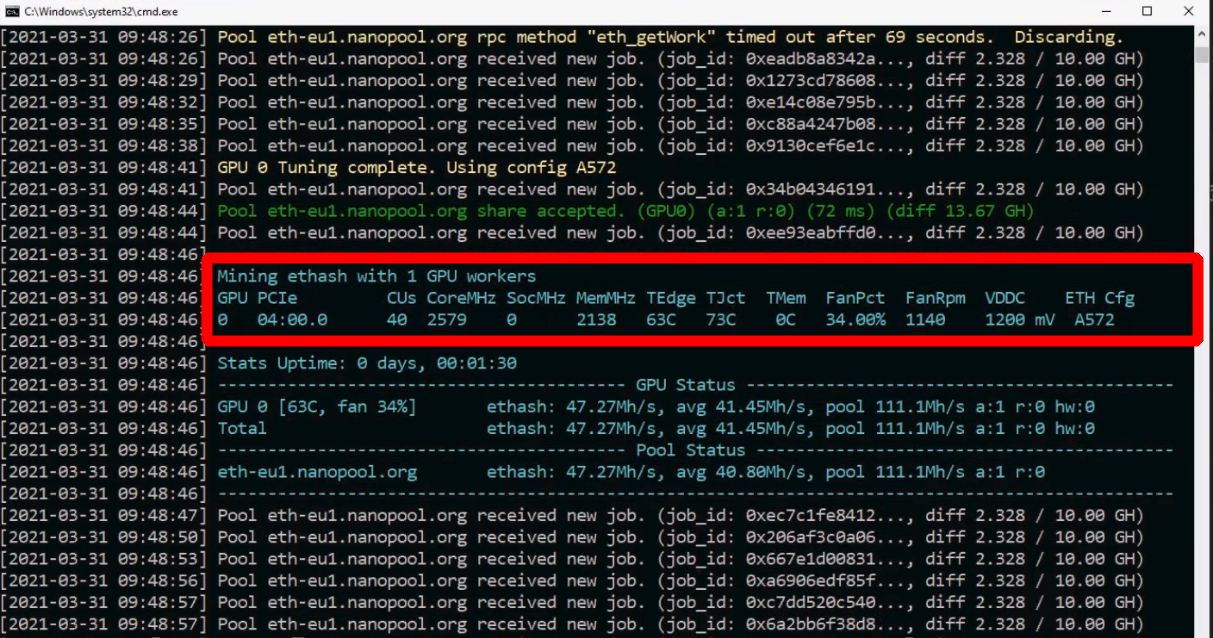 C:\Windows\system32\cmd.exe
[2021-03-31 09:48:26] Pool eth-eu1.nanopool.org rpc method "eth_getWork" timed out after 69 seconds.  Discarding.
[2021-03-31 09:48:26] Pool eth-eu1.nanopool.org received new job. (job_id: 0xeadb8a8342a..., diff 2.328 / 10.00 GH)
[2021-03-31 09:48:29] Pool eth-eu1.nanopool.org received new job. (job_id: 0x1273cd78608..., diff 2.328 / 10.00 GH)
[2021-03-31 09:48:32] Pool eth-eu1.nanopool.org received new job. (job_id: 0xe14c08e795b..., diff 2.328 / 10.00 GH)
[2021-03-31 09:48:35] Pool eth-eu1.nanopool.org received new job. (job_id: 0xc88a4247b08..., diff 2.328 / 10.00 GH)
[2021-03-31 09:48:38] Pool eth-eu1.nanopool.org received new job. (job_id: 0x9130cef6e1c..., diff 2.328 / 10.00 GH)
[2021-03-31 09:48:41] GPU 0 Tuning complete. Using config A572
[2021-03-31 09:48:41] Pool eth-eu1.nanopool.org received new job. (job_id: 0x34b04346191..., diff 2.328 / 10.00 GH)
[2021-03-31 09:48:44] Pool eth-eu1.nanopool.org share accepted. (GPU0) (a:1 r:0) (72 ms) (diff 13.67 GH)
[2021-03-31 09:48:44] Pool eth-eu1.nanopool.org received new job. (job_id: 0xee93eabffd0..., diff 2.328 / 10.00 GH)
[2021-03-31 09:48:46]
[2021-03-31 09:48:46] Mining ethash with 1 GPU workers
[2021-03-31 09:48:46] GPU PCIe CUs CoreMHz SocMHz MemMHz TEdge TJct TMem FanPct FanRpm VDDC ETH Cfg
[2021-03-31 09:48:46] 0 04:00.0 40 2579 0 2138 63C 73C 0C 34.00% 1140 1200 mV A572
[2021-03-31 09:48:46]
[2021-03-31 09:48:46] Stats Uptime: 0 days, 00:01:30
[2021-03-31 09:48:46] ----------------------------------------- GPU Status -------------------------------------------
[2021-03-31 09:48:46] GPU 0 [63C, fan 34%] ethash: 47.27Mh/s, avg 41.45Mh/s, pool 111.1Mh/s a:1 r:0 hw:0
[2021-03-31 09:48:46] Total ethash: 47.27Mh/s, avg 41.45Mh/s, pool 111.1Mh/s a:1 r:0 hw:0
[2021-03-31 09:48:46] ----------------------------------------- Pool Status ------------------------------------------
[2021-03-31 09:48:46] eth-eu1.nanopool.org ethash: 47.27Mh/s, avg 40.80Mh/s, pool 111.1Mh/s a:1 r:0
[2021-03-31 09:48:46] ------------------------------------------------------------------------------------------------
[2021-03-31 09:48:47] Pool eth-eu1.nanopool.org received new job. (job_id: 0xec7c1fe8412..., diff 2.328 / 10.00 GH)
[2021-03-31 09:48:50] Pool eth-eu1.nanopool.org received new job. (job_id: 0x206af3c0a06..., diff 2.328 / 10.00 GH)
[2021-03-31 09:48:53] Pool eth-eu1.nanopool.org received new job. (job_id: 0x667e1d00831..., diff 2.328 / 10.00 GH)
[2021-03-31 09:48:56] Pool eth-eu1.nanopool.org received new job. (job_id: 0xa6906edf85f..., diff 2.328 / 10.00 GH)
[2021-03-31 09:48:57] Pool eth-eu1.nanopool.org received new job. (job_id: 0xc7dd520c540..., diff 2.328 / 10.00 GH)
[2021-03-31 09:48:57] Pool eth-eu1.nanopool.org received new job. (job_id: 0x6a2bb6f38d8..., diff 2.328 / 10.00 GH)